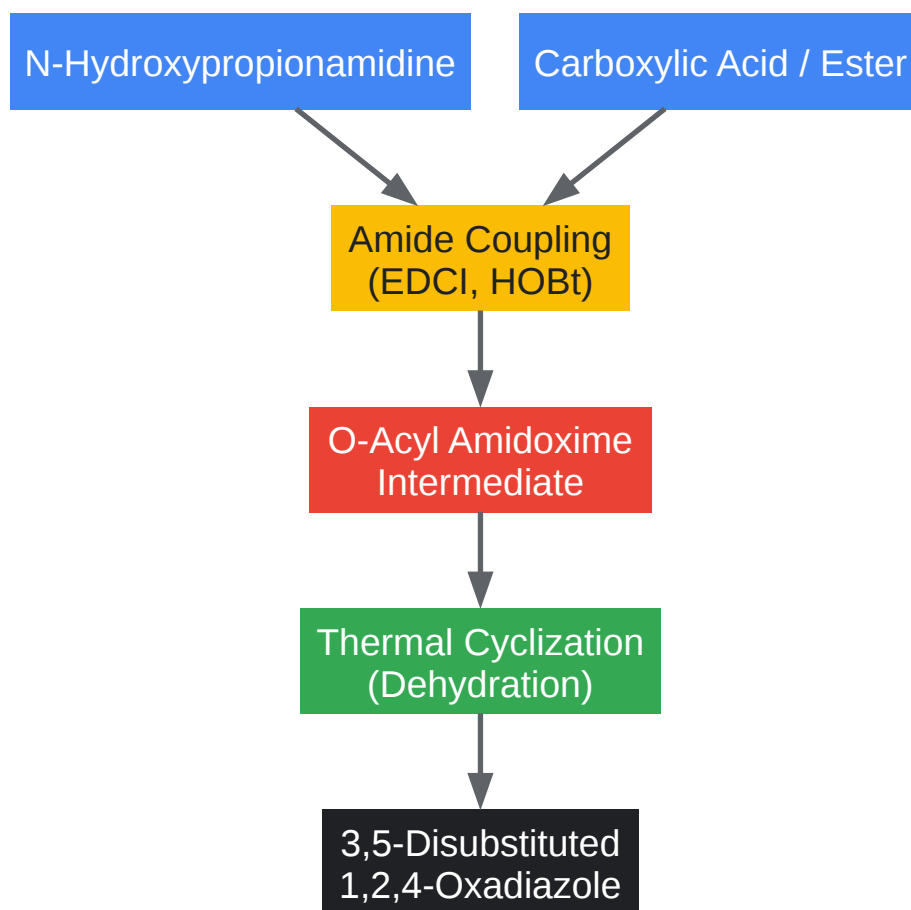 N-Hydroxypropionamidine
Carboxylic Acid / Ester
Amide Coupling
(EDCI, HOBt)
O-Acyl Amidoxime
Intermediate
Thermal Cyclization
(Dehydration)
3,5-Disubstituted
1,2,4-Oxadiazole